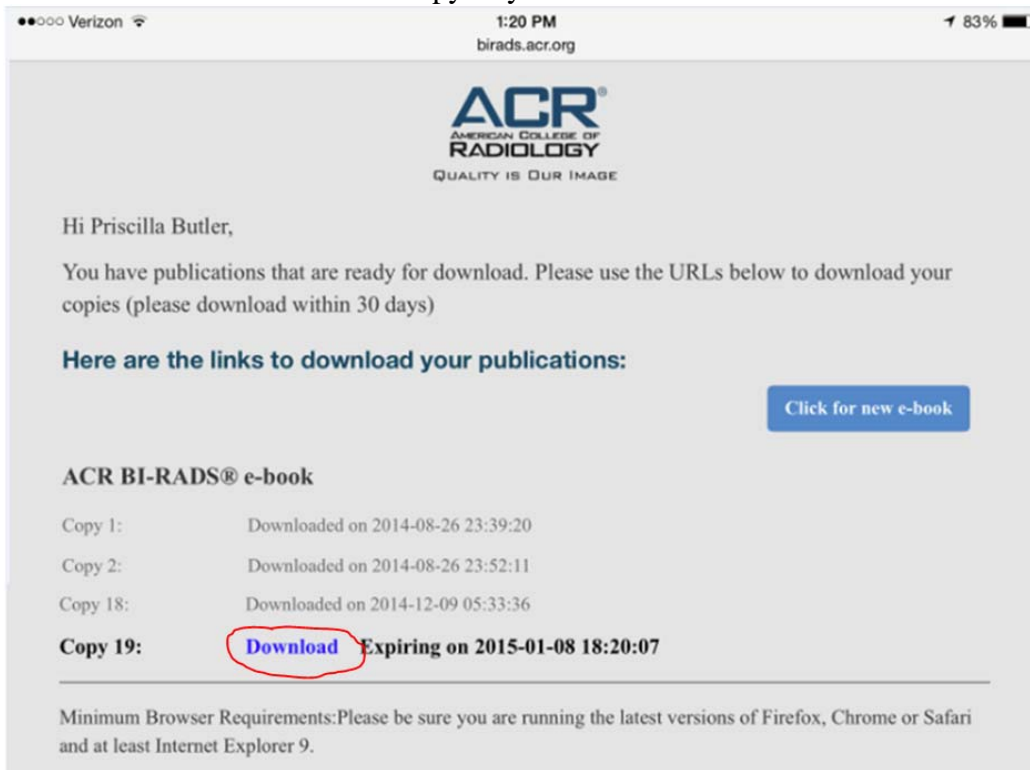 ●●○○○ Verizon 1:20 PM 83%
birads.acr.org
ACR®
AMERICAN COLLEGE OF
RADIOLOGY
QUALITY IS OUR IMAGE
Hi Priscilla Butler,
You have publications that are ready for download. Please use the URLs below to download your
copies (please download within 30 days)
Here are the links to download your publications:
Click for new e-book
ACR BI-RADS® e-book
Copy 1: Downloaded on 2014-08-26 23:39:20
Copy 2: Downloaded on 2014-08-26 23:52:11
Copy 18: Downloaded on 2014-12-09 05:33:36
Copy 19: Download Expiring on 2015-01-08 18:20:07
Minimum Browser Requirements:Please be sure you are running the latest versions of Firefox, Chrome or Safari
and at least Internet Explorer 9.